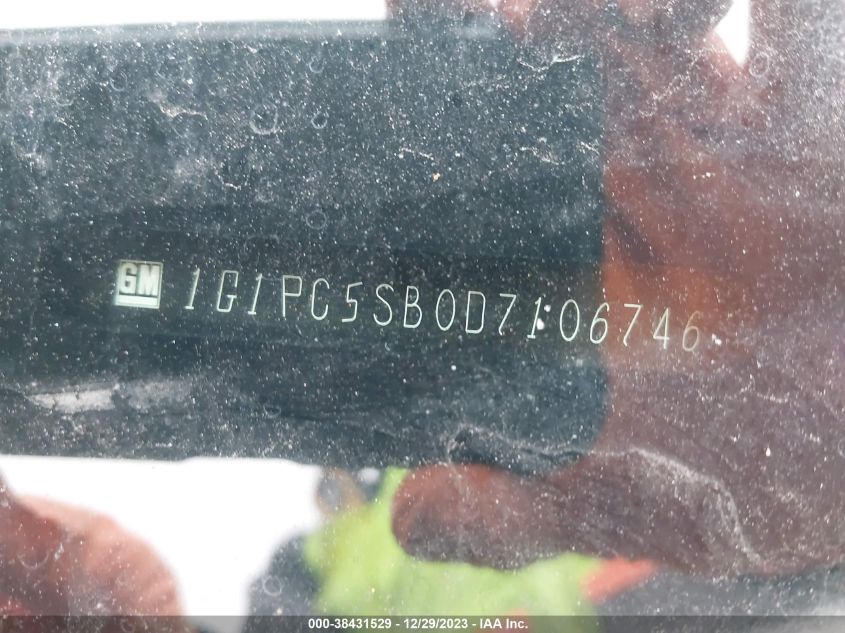 GM 1G1PC5SB0D7106746
000-38431529 - 12/29/2023 - IAA Inc.